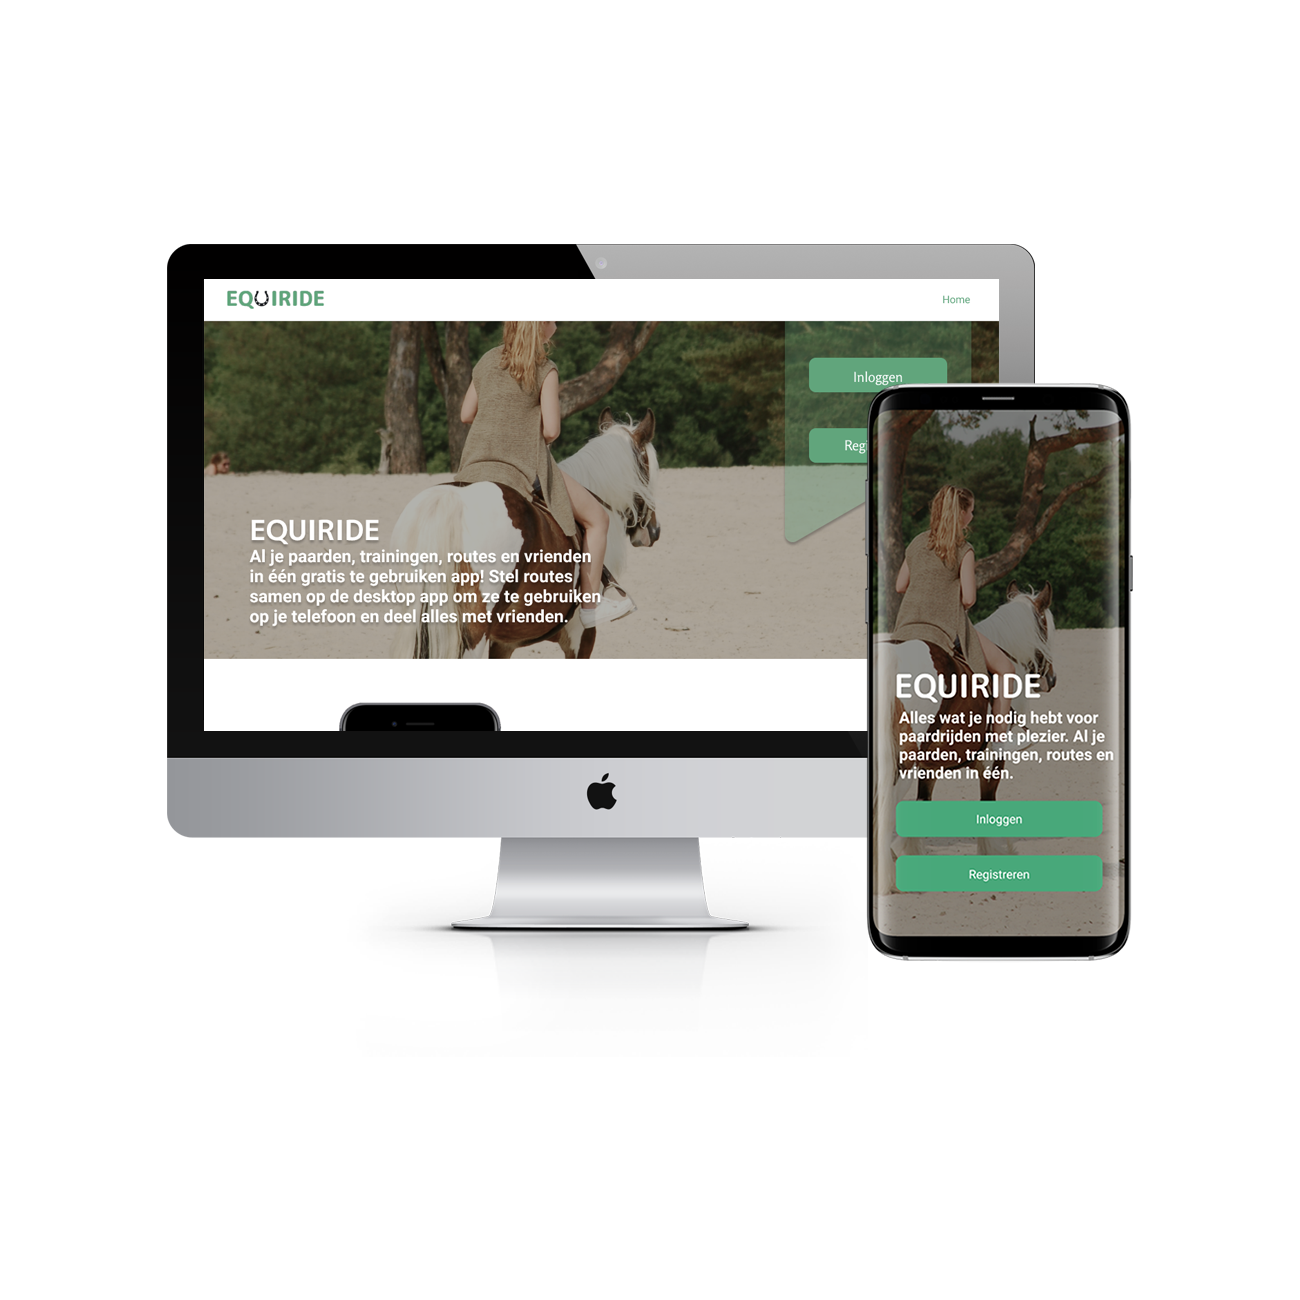 EQUIRIDE
Home
Inloggen
EQUIRIDE
Al je paarden, trainingen, routes en vrienden
in één gratis te gebruiken app! Stel routes
samen op de desktop app om ze te gebruiken
op je telefoon en deel alles met vrienden.
EQUIRIDE
Alles wat je nodig hebt voor
paardrijden met plezier. Al je
paarden, trainingen, routes en
vrienden in één.
Inloggen
Registreren